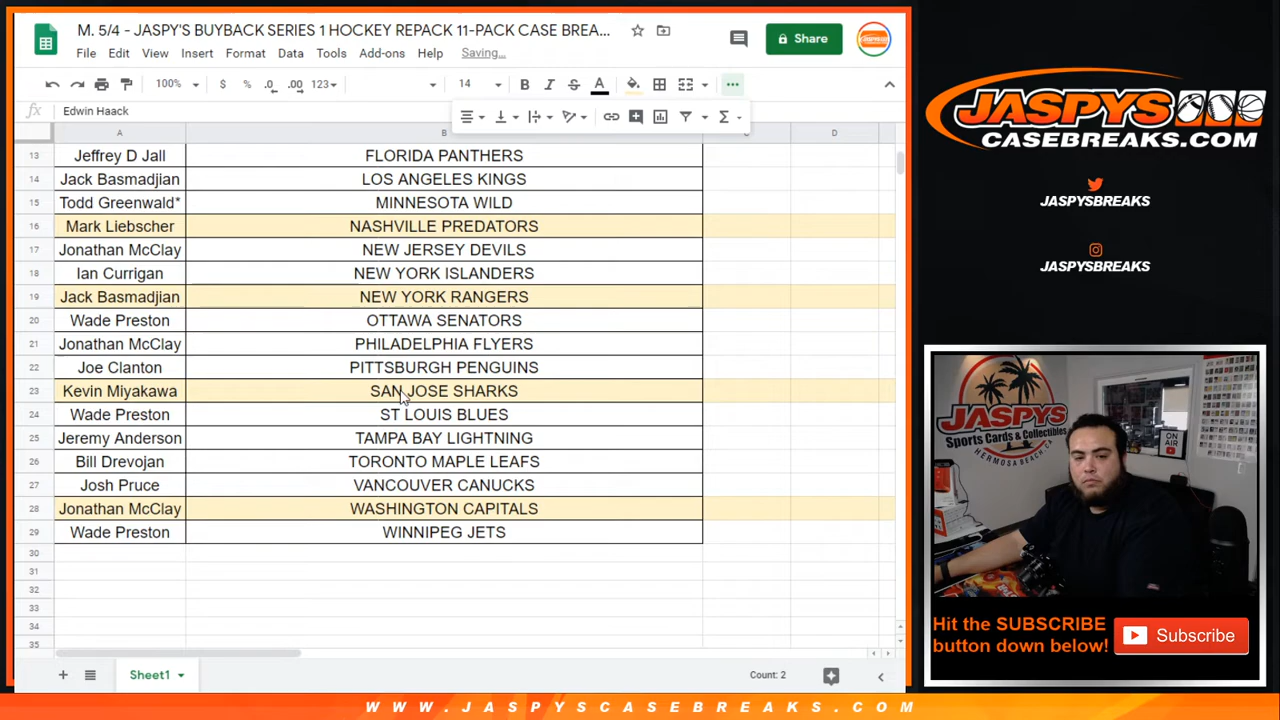 M. 5/4 - JASPY'S BUYBACK SERIES 1 HOCKEY REPACK 11-PACK CASE BREA...
File Edit View Insert Format Data Tools Add-ons Help Saving...
Share
100% $ % .0 .00 123 14 B I S A
fx Edwin Haack
A B D
13 Jeffrey D Jall FLORIDA PANTHERS
14 Jack Basmadjian LOS ANGELES KINGS
15 Todd Greenwald* MINNESOTA WILD
16 Mark Liebscher NASHVILLE PREDATORS
17 Jonathan McClay NEW JERSEY DEVILS
18 Ian Currigan NEW YORK ISLANDERS
19 Jack Basmadjian NEW YORK RANGERS
20 Wade Preston OTTAWA SENATORS
21 Jonathan McClay PHILADELPHIA FLYERS
22 Joe Clanton PITTSBURGH PENGUINS
23 Kevin Miyakawa SAN JOSE SHARKS
24 Wade Preston ST LOUIS BLUES
25 Jeremy Anderson TAMPA BAY LIGHTNING
26 Bill Drevojan TORONTO MAPLE LEAFS
27 Josh Pruce VANCOUVER CANUCKS
28 Jonathan McClay WASHINGTON CAPITALS
29 Wade Preston WINNIPEG JETS
30
31
32
33
34
35
Sheet1 Count: 2
JASPYS
CASEBREAKS.COM
JASPYSBREAKS
JASPYSBREAKS
JASPYS
Sports Cards & Collectibles
HERMOSA BEACH, CA
ON AIR
Hit the SUBSCRIBE
button down below!
Subscribe
WWW.JASPYSCASEBREAKS.COM